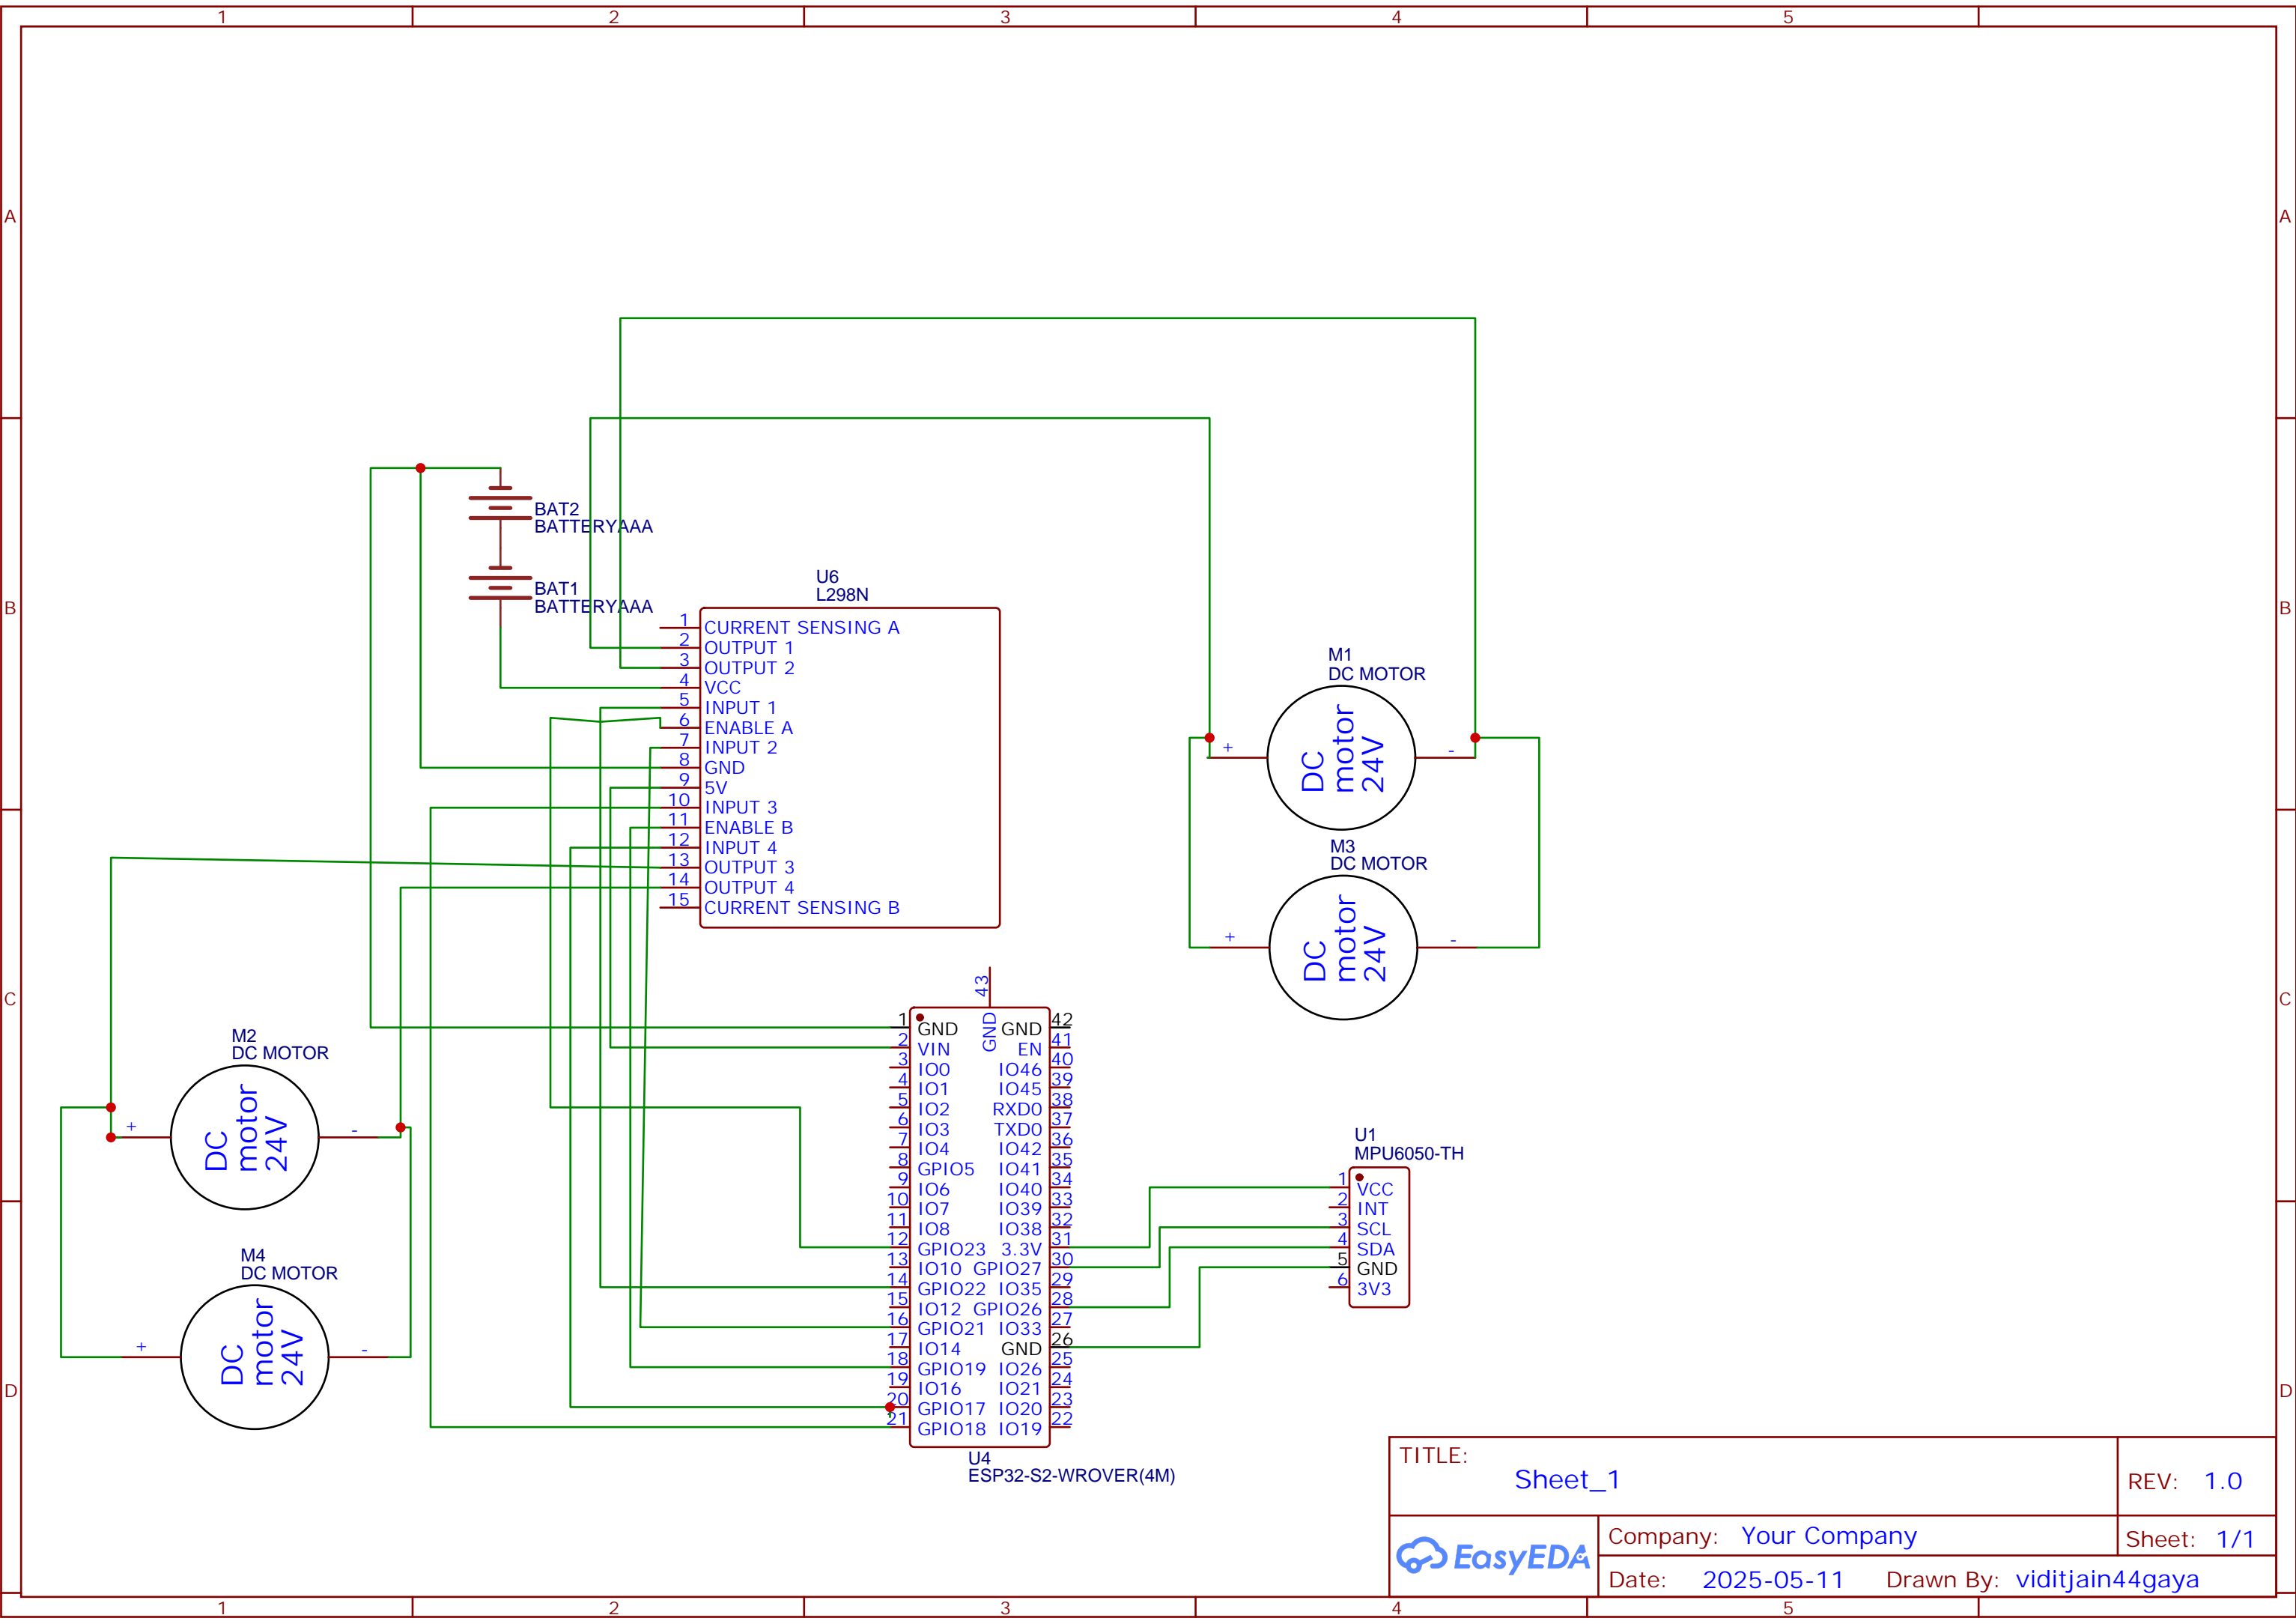 1 2 3 4 5
A A
BAT2
BATTERYAAA
BAT1
BATTERYAAA
B B
U6
L298N
1 CURRENT SENSING A
2 OUTPUT 1
3 OUTPUT 2
4 VCC
5 INPUT 1
6 ENABLE A
7 INPUT 2
8 GND
9 5V
10 INPUT 3
11 ENABLE B
12 INPUT 4
13 OUTPUT 3
14 OUTPUT 4
15 CURRENT SENSING B
M1
DC MOTOR
+ -
DC
motor
24V
M3
DC MOTOR
+ -
DC
motor
24V
C C
M2
DC MOTOR
+ -
DC
motor
24V
M4
DC MOTOR
+ -
DC
motor
24V
43
GND
1 GND GND 42
2 VIN EN 41
3 IO0 IO46 40
4 IO1 IO45 39
5 IO2 RXD0 38
6 IO3 TXD0 37
7 IO4 IO42 36
8 GPIO5 IO41 35
9 IO6 IO40 34
10 IO7 IO39 33
11 IO8 IO38 32
12 GPIO23 3.3V 31
13 IO10 GPIO27 30
14 GPIO22 IO35 29
15 IO12 GPIO26 28
16 GPIO21 IO33 27
17 IO14 GND 26
18 GPIO19 IO26 25
19 IO16 IO21 24
20 GPIO17 IO20 23
21 GPIO18 IO19 22
U4
ESP32-S2-WROVER(4M)
U1
MPU6050-TH
1 VCC
2 INT
3 SCL
4 SDA
5 GND
6 3V3
D D
TITLE:
Sheet_1
REV: 1.0
EasyEDA
Company: Your Company
Sheet: 1/1
Date: 2025-05-11 Drawn By: viditjain44gaya
1 2 3 4 5